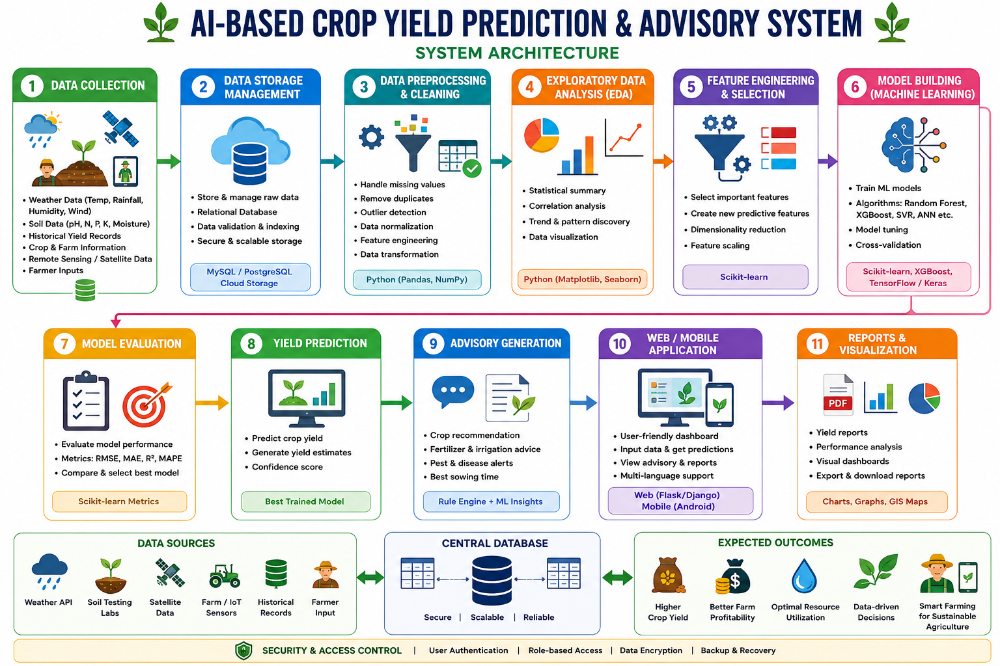 AI-BASED CROP YIELD PREDICTION & ADVISORY SYSTEM
SYSTEM ARCHITECTURE
1 DATA COLLECTION
• Weather Data (Temp, Rainfall,
Humidity, Wind)
• Soil Data (pH, N, P, K, Moisture)
• Historical Yield Records
• Crop & Farm Information
• Remote Sensing / Satellite Data
• Farmer Inputs
2 DATA STORAGE
MANAGEMENT
• Store & manage raw data
• Relational Database
• Data validation & indexing
• Secure & scalable storage
MySQL / PostgreSQL
Cloud Storage
3 DATA PREPROCESSING
& CLEANING
• Handle missing values
• Remove duplicates
• Outlier detection
• Data normalization
• Feature engineering
• Data transformation
Python (Pandas, NumPy)
4 EXPLORATORY DATA
ANALYSIS (EDA)
• Statistical summary
• Correlation analysis
• Trend & pattern discovery
• Data visualization
Python (Matplotlib, Seaborn)
5 FEATURE ENGINEERING
& SELECTION
• Select important features
• Create new predictive features
• Dimensionality reduction
• Feature scaling
Scikit-learn
6 MODEL BUILDING
(MACHINE LEARNING)
• Train ML models
• Algorithms: Random Forest,
XGBoost, SVR, ANN etc.
• Model tuning
• Cross-validation
Scikit-learn, XGBoost,
TensorFlow / Keras
7 MODEL EVALUATION
• Evaluate model performance
• Metrics: RMSE, MAE, R², MAPE
• Compare & select best model
Scikit-learn Metrics
8 YIELD PREDICTION
• Predict crop yield
• Generate yield estimates
• Confidence score
Best Trained Model
9 ADVISORY GENERATION
• Crop recommendation
• Fertilizer & irrigation advice
• Pest & disease alerts
• Best sowing time
Rule Engine + ML Insights
10 WEB / MOBILE
APPLICATION
• User-friendly dashboard
• Input data & get predictions
• View advisory & reports
• Multi-language support
Web (Flask/Django)
Mobile (Android)
11 REPORTS &
VISUALIZATION
PDF
• Yield reports
• Performance analysis
• Visual dashboards
• Export & download reports
Charts, Graphs, GIS Maps
DATA SOURCES
Weather API
Soil Testing
Labs
Satellite
Data
Farm / IoT
Sensors
Historical
Records
Farmer
Input
CENTRAL DATABASE
Secure | Scalable | Reliable
EXPECTED OUTCOMES
$
Higher
Crop Yield
Better Farm
Profitability
Optimal Resource
Utilization
Data-driven
Decisions
Smart Farming
for Sustainable
Agriculture
SECURITY & ACCESS CONTROL | User Authentication | Role-based Access | Data Encryption | Backup & Recovery